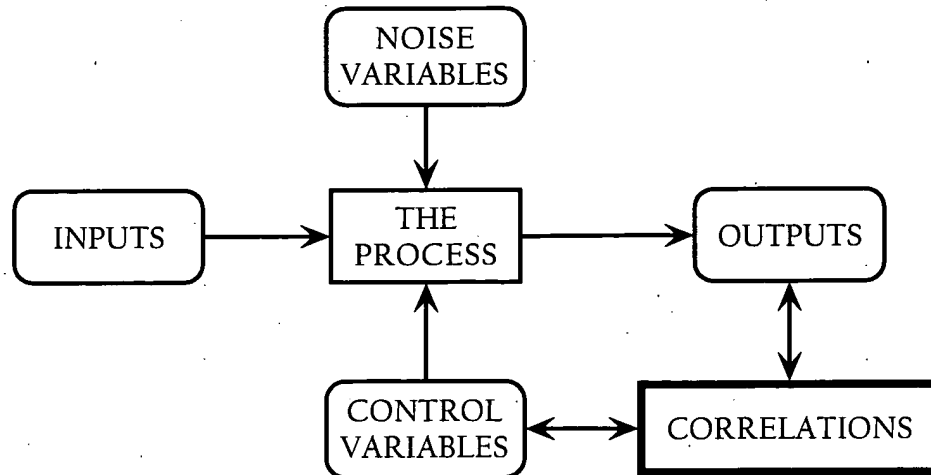 NOISE
VARIABLES
INPUTS
THE
PROCESS
OUTPUTS
CONTROL
VARIABLES
CORRELATIONS